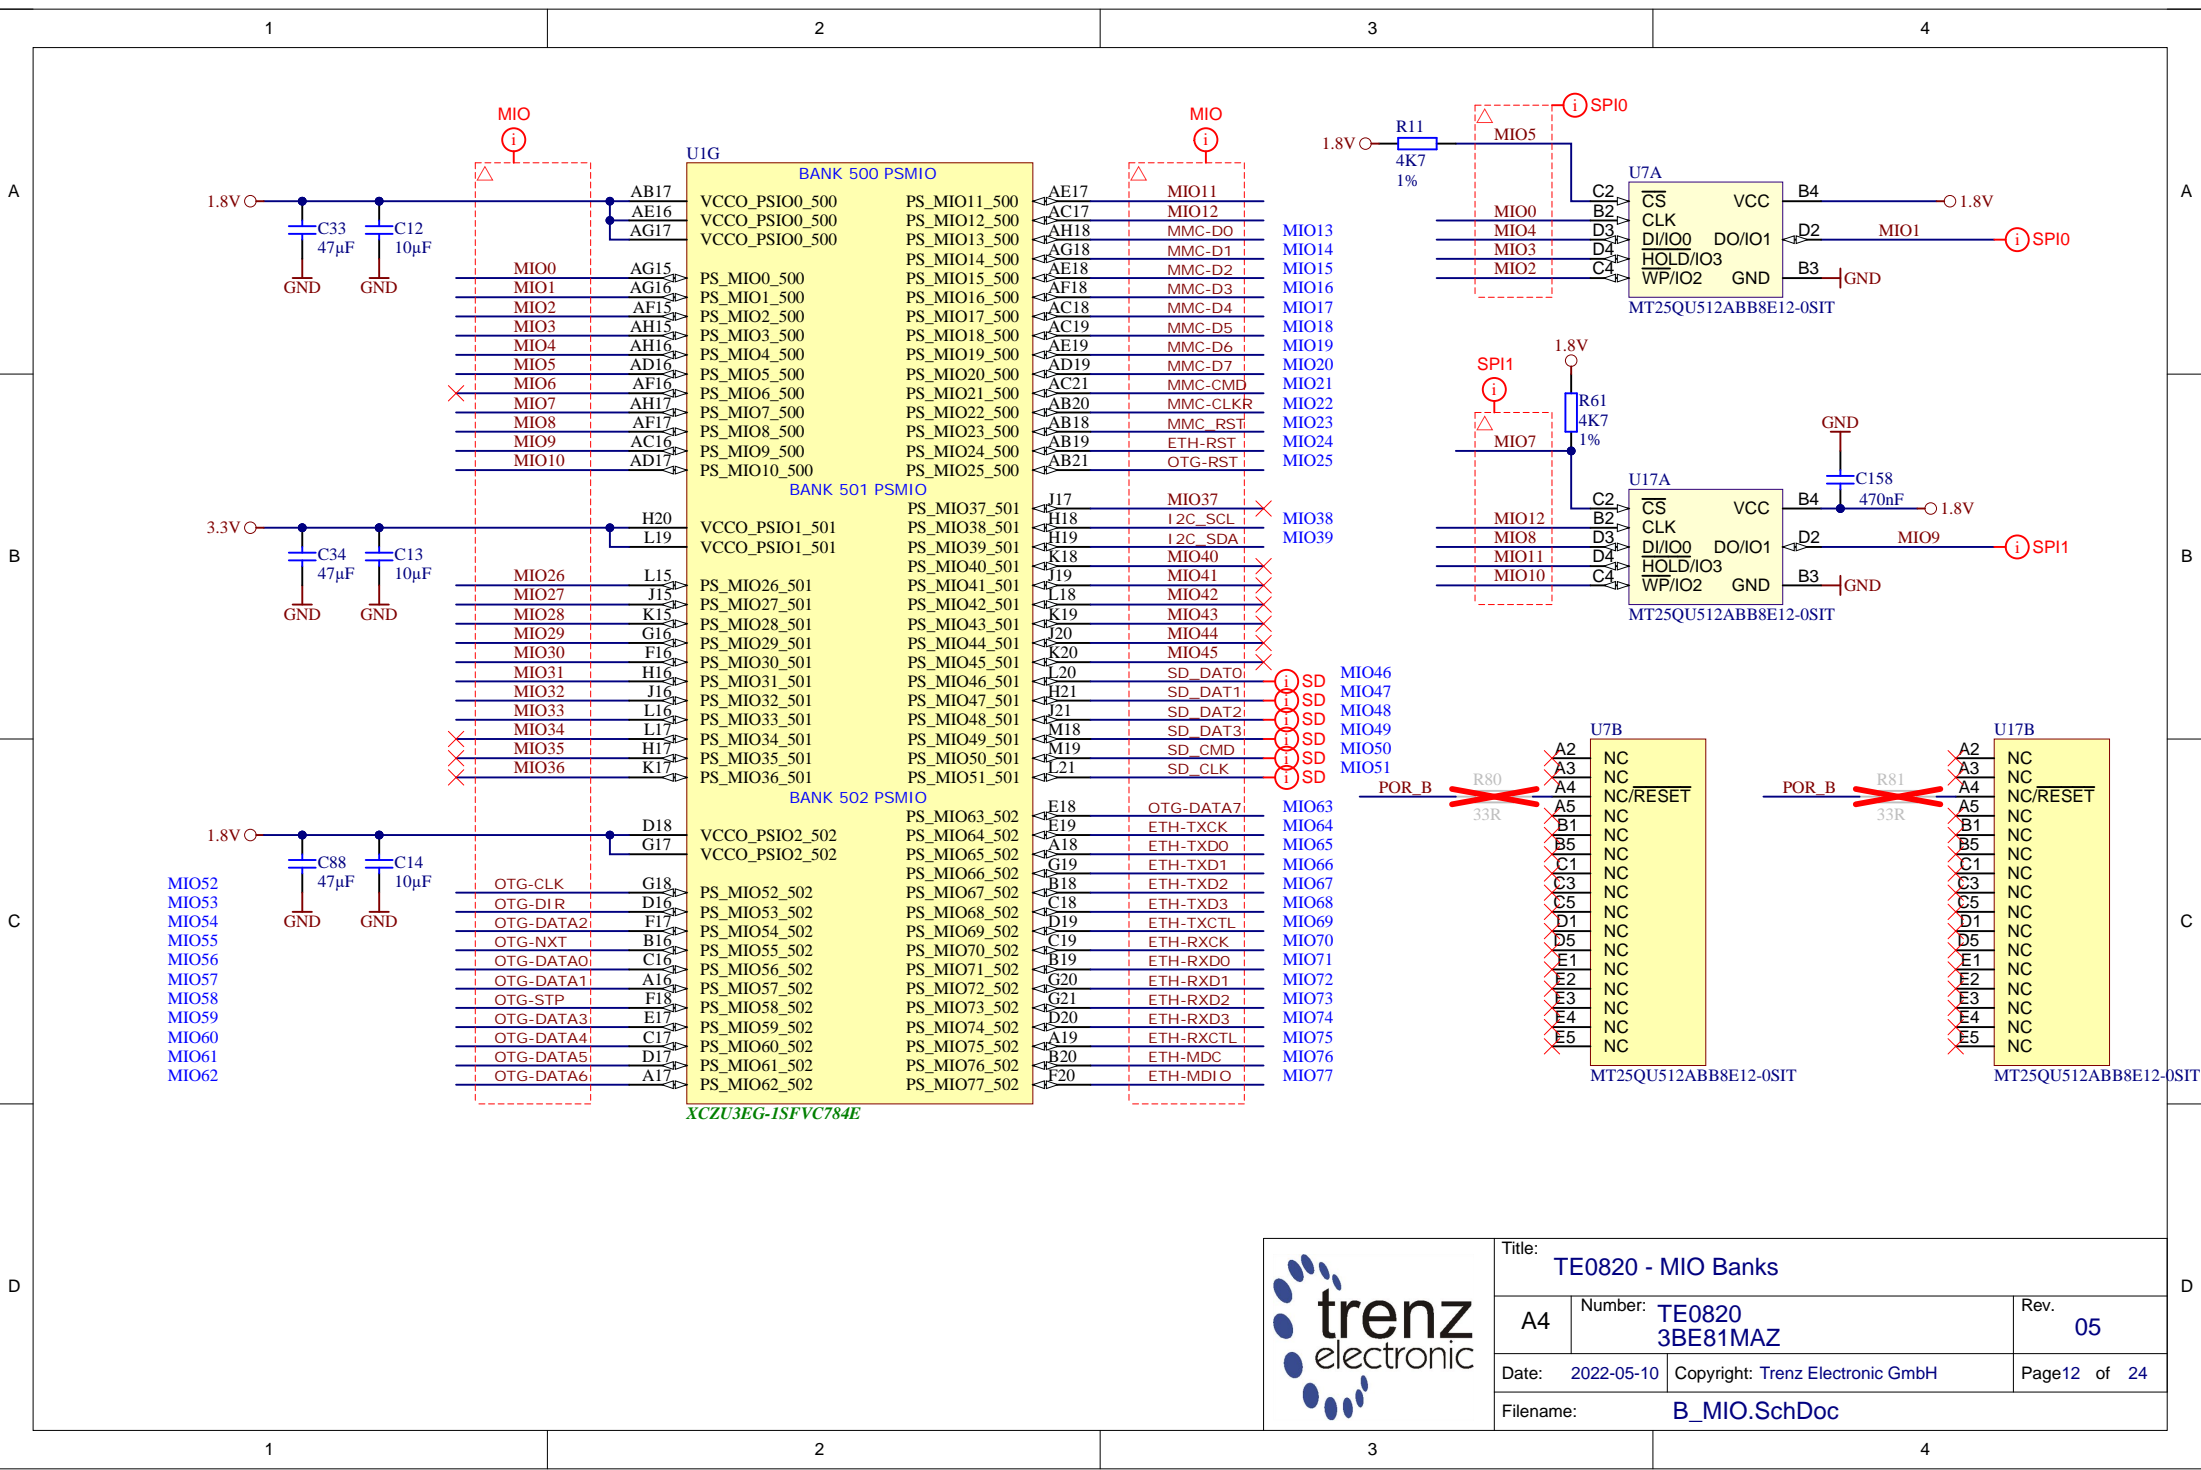 1 2 3 4
A
B
C
D
MIO
U1G
BANK 500 PSMIO
1.8V
C33
47µF
GND
C12
10µF
GND
AB17 VCCO_PSIO0_500
AE16 VCCO_PSIO0_500
AG17 VCCO_PSIO0_500
MIO0 AG15 PS_MIO0_500
MIO1 AG16 PS_MIO1_500
MIO2 AF15 PS_MIO2_500
MIO3 AH15 PS_MIO3_500
MIO4 AH16 PS_MIO4_500
MIO5 AD16 PS_MIO5_500
MIO6 AF16 PS_MIO6_500
MIO7 AH17 PS_MIO7_500
MIO8 AF17 PS_MIO8_500
MIO9 AC16 PS_MIO9_500
MIO10 AD17 PS_MIO10_500
BANK 501 PSMIO
3.3V
C34
47µF
GND
C13
10µF
GND
H20 VCCO_PSIO1_501
L19 VCCO_PSIO1_501
MIO26 L15 PS_MIO26_501
MIO27 J15 PS_MIO27_501
MIO28 K15 PS_MIO28_501
MIO29 G16 PS_MIO29_501
MIO30 F16 PS_MIO30_501
MIO31 H16 PS_MIO31_501
MIO32 J16 PS_MIO32_501
MIO33 L16 PS_MIO33_501
MIO34 L17 PS_MIO34_501
MIO35 H17 PS_MIO35_501
MIO36 K17 PS_MIO36_501
BANK 502 PSMIO
1.8V
C88
47µF
GND
C14
10µF
GND
D18 VCCO_PSIO2_502
G17 VCCO_PSIO2_502
MIO52 OTG-CLK G18 PS_MIO52_502
MIO53 OTG-DIR D16 PS_MIO53_502
MIO54 OTG-DATA2 F17 PS_MIO54_502
MIO55 OTG-NXT B16 PS_MIO55_502
MIO56 OTG-DATA0 C16 PS_MIO56_502
MIO57 OTG-DATA1 A16 PS_MIO57_502
MIO58 OTG-STP F18 PS_MIO58_502
MIO59 OTG-DATA3 E17 PS_MIO59_502
MIO60 OTG-DATA4 C17 PS_MIO60_502
MIO61 OTG-DATA5 D17 PS_MIO61_502
MIO62 OTG-DATA6 A17 PS_MIO62_502
XCZU3EG-1SFVC784E
MIO
PS_MIO11_500 AE17 MIO11
PS_MIO12_500 AC17 MIO12
PS_MIO13_500 AH18 MMC-D0 MIO13
PS_MIO14_500 AG18 MMC-D1 MIO14
PS_MIO15_500 AE18 MMC-D2 MIO15
PS_MIO16_500 AF18 MMC-D3 MIO16
PS_MIO17_500 AC18 MMC-D4 MIO17
PS_MIO18_500 AC19 MMC-D5 MIO18
PS_MIO19_500 AE19 MMC-D6 MIO19
PS_MIO20_500 AD19 MMC-D7 MIO20
PS_MIO21_500 AC21 MMC-CMD MIO21
PS_MIO22_500 AB20 MMC-CLKR MIO22
PS_MIO23_500 AB18 MMC_RST MIO23
PS_MIO24_500 AB19 ETH-RST MIO24
PS_MIO25_500 AB21 OTG-RST MIO25
PS_MIO37_501 J17 MIO37
PS_MIO38_501 H18 I2C_SCL MIO38
PS_MIO39_501 H19 I2C_SDA MIO39
PS_MIO40_501 K18 MIO40
PS_MIO41_501 J19 MIO41
PS_MIO42_501 L18 MIO42
PS_MIO43_501 K19 MIO43
PS_MIO44_501 J20 MIO44
PS_MIO45_501 K20 MIO45
PS_MIO46_501 L20 SD_DAT0 i SD MIO46
PS_MIO47_501 H21 SD_DAT1 i SD MIO47
PS_MIO48_501 J21 SD_DAT2 i SD MIO48
PS_MIO49_501 M18 SD_DAT3 i SD MIO49
PS_MIO50_501 M19 SD_CMD i SD MIO50
PS_MIO51_501 L21 SD_CLK i SD MIO51
PS_MIO63_502 E18 OTG-DATA7 MIO63
PS_MIO64_502 E19 ETH-TXCK MIO64
PS_MIO65_502 A18 ETH-TXD0 MIO65
PS_MIO66_502 G19 ETH-TXD1 MIO66
PS_MIO67_502 B18 ETH-TXD2 MIO67
PS_MIO68_502 C18 ETH-TXD3 MIO68
PS_MIO69_502 D19 ETH-TXCTL MIO69
PS_MIO70_502 C19 ETH-RXCK MIO70
PS_MIO71_502 B19 ETH-RXD0 MIO71
PS_MIO72_502 G20 ETH-RXD1 MIO72
PS_MIO73_502 G21 ETH-RXD2 MIO73
PS_MIO74_502 D20 ETH-RXD3 MIO74
PS_MIO75_502 A19 ETH-RXCTL MIO75
PS_MIO76_502 B20 ETH-MDC MIO76
PS_MIO77_502 F20 ETH-MDIO MIO77
i SPI0
1.8V R11 4K7 1% MIO5
U7A
C2 CS VCC B4 1.8V
MIO0 B2 CLK
MIO4 D3 DI/IO0 DO/IO1 D2 MIO1 i SPI0
MIO3 D4 HOLD/IO3
MIO2 C4 WP/IO2 GND B3 GND
MT25QU512ABB8E12-0SIT
SPI1
i
1.8V
R61
4K7
1%
MIO7
GND
C158
470nF
U17A
C2 CS VCC B4 1.8V
MIO12 B2 CLK
MIO8 D3 DI/IO0 DO/IO1 D2 MIO9 i SPI1
MIO11 D4 HOLD/IO3
MIO10 C4 WP/IO2 GND B3 GND
MT25QU512ABB8E12-0SIT
U7B
A2 NC
A3 NC
POR_B R80 33R A4 NC/RESET
A5 NC
B1 NC
B5 NC
C1 NC
C3 NC
C5 NC
D1 NC
D5 NC
E1 NC
E2 NC
E3 NC
E4 NC
E5 NC
MT25QU512ABB8E12-0SIT
U17B
A2 NC
A3 NC
POR_B R81 33R A4 NC/RESET
A5 NC
B1 NC
B5 NC
C1 NC
C3 NC
C5 NC
D1 NC
D5 NC
E1 NC
E2 NC
E3 NC
E4 NC
E5 NC
MT25QU512ABB8E12-0SIT
trenz
electronic
Title:
TE0820 - MIO Banks
A4 Number: TE0820
3BE81MAZ
Rev.
05
Date: 2022-05-10 Copyright: Trenz Electronic GmbH Page12 of 24
Filename: B_MIO.SchDoc
A
B
C
D
1 2 3 4